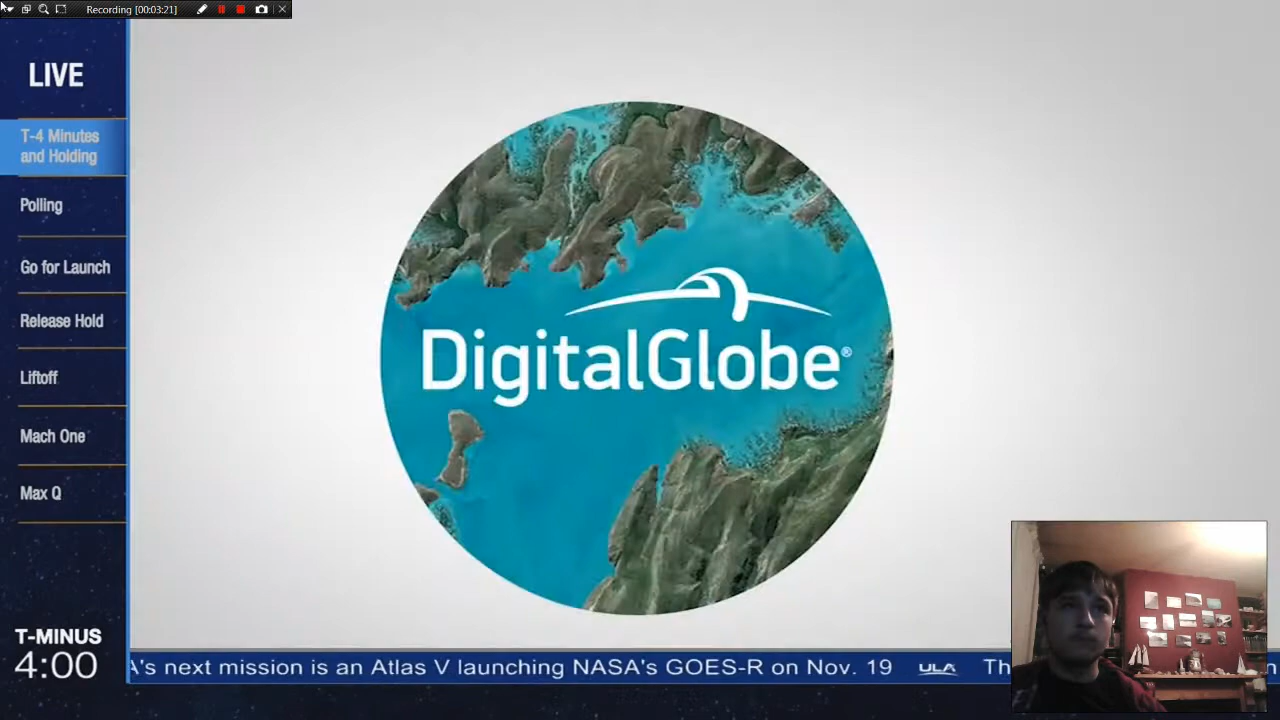 Recording [00:03:21]
LIVE
T-4 Minutes
and Holding
Polling
Go for Launch
Release Hold
Liftoff
Mach One
Max Q
T-MINUS
4:00
DigitalGlobe®
A's next mission is an Atlas V launching NASA's GOES-R on Nov. 19 ULA Th